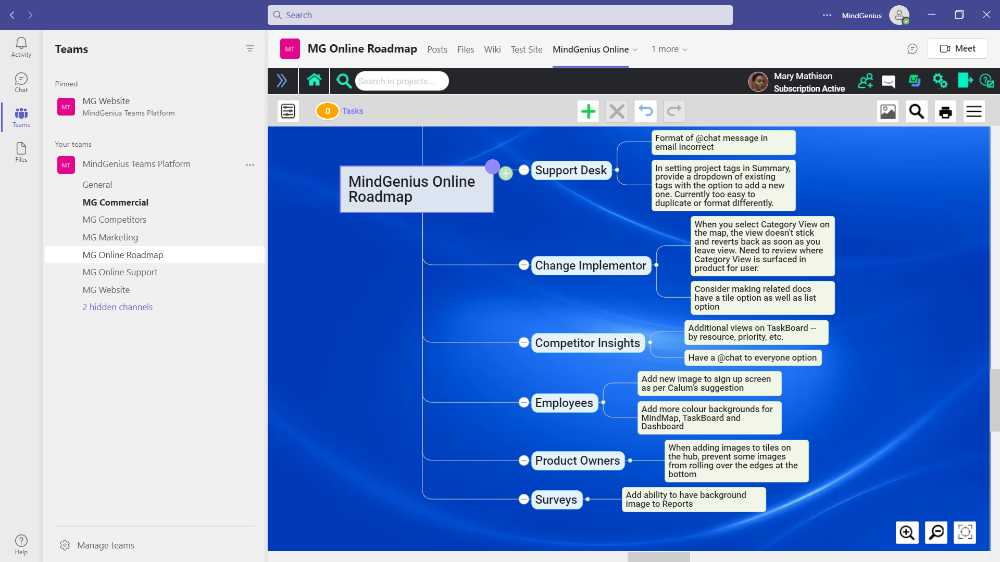 Search
MindGenius
Activity
Chat
Teams
Files
Help
Teams
Pinned
MT
MG Website
MindGenius Teams Platform
Your teams
MT
MindGenius Teams Platform
General
MG Commercial
MG Competitors
MG Marketing
MG Online Roadmap
MG Online Support
MG Website
2 hidden channels
Manage teams
MT
MG Online Roadmap
Posts
Files
Wiki
Test Site
MindGenius Online
1 more
Meet
Search in projects...
Mary Mathison
Subscription Active
0
Tasks
MindGenius Online
Roadmap
Support Desk
Format of @chat message in
email incorrect
In setting project tags in Summary,
provide a dropdown of existing
tags with the option to add a new
one. Currently too easy to
duplicate or format differently.
Change Implementor
When you select Category View on
the map, the view doesn't stick
and reverts back as soon as you
leave view. Need to review where
Category View is surfaced in
product for user.
Consider making related docs
have a tile option as well as list
option
Competitor Insights
Additional views on TaskBoard --
by resource, priority, etc.
Have a @chat to everyone option
Employees
Add new image to sign up screen
as per Calum's suggestion
Add more colour backgrounds for
MindMap, TaskBoard and
Dashboard
Product Owners
When adding images to tiles on
the hub, prevent some images
from rolling over the edges at the
bottom
Surveys
Add ability to have background
image to Reports